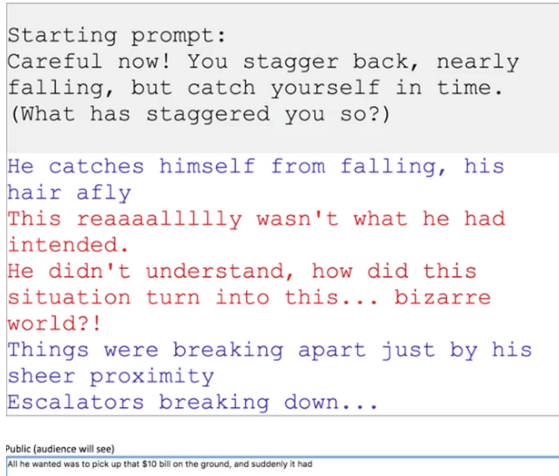 Starting prompt:
Careful now! You stagger back, nearly
falling, but catch yourself in time.
(What has staggered you so?)
He catches himself from falling, his
hair afly
This reaaaallllly wasn't what he had
intended.
He didn't understand, how did this
situation turn into this... bizarre
world?!
Things were breaking apart just by his
sheer proximity
Escalators breaking down...
Public (audience will see)
All he wanted was to pick up that $10 bill on the ground, and suddenly it had